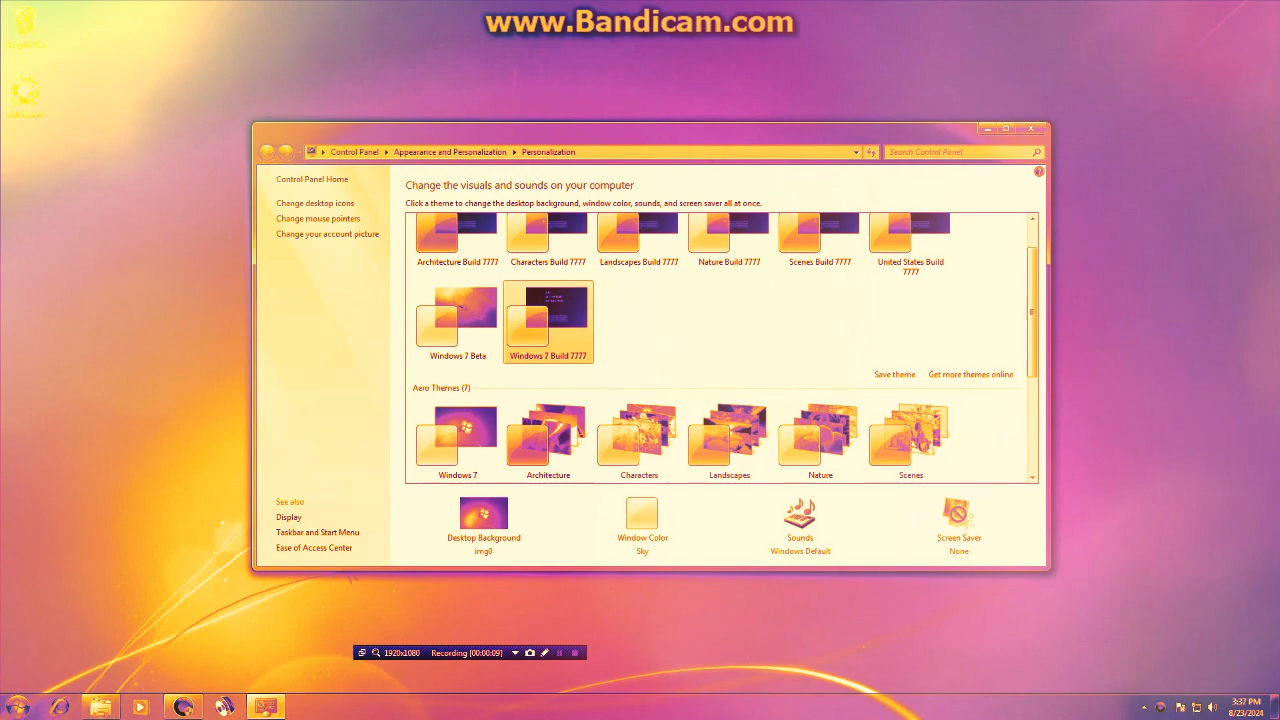 www.Bandicam.com
Control Panel
Appearance and Personalization
Personalization
Search Control Panel
Control Panel Home
Change desktop icons
Change mouse pointers
Change your account picture
Change the visuals and sounds on your computer
Click a theme to change the desktop background, window color, sounds, and screen saver all at once.
Architecture Build 7777
Characters Build 7777
Landscapes Build 7777
Nature Build 7777
Scenes Build 7777
United States Build
7777
Windows 7 Beta
Windows 7 Build 7777
Save theme
Get more themes online
Aero Themes (7)
Windows 7
Architecture
Characters
Landscapes
Nature
Scenes
See also
Display
Taskbar and Start Menu
Ease of Access Center
Desktop Background
img0
Window Color
Sky
Sounds
Windows Default
Screen Saver
None
1920x1080
Recording [00:00:09]
3:37 PM
8/23/2024